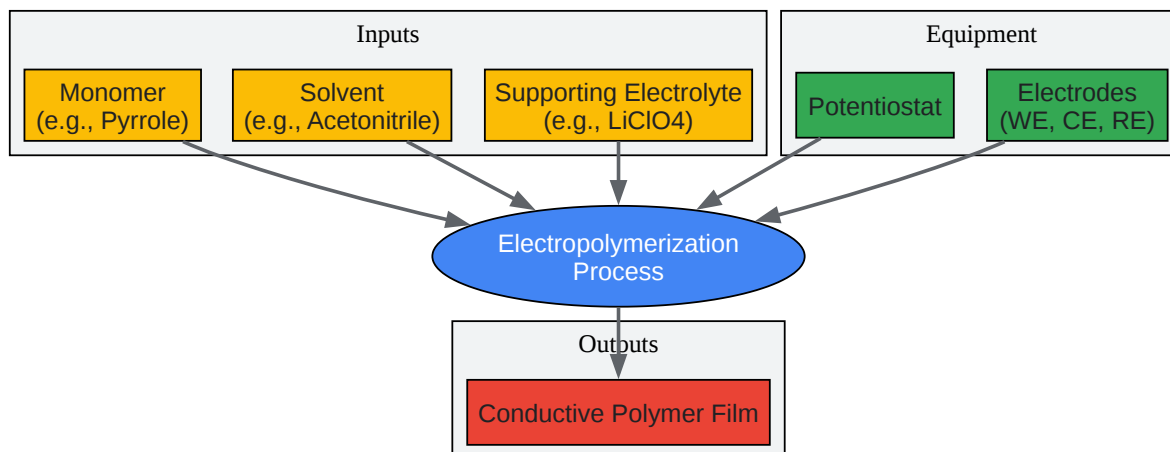 Inputs
Equipment
Monomer
(e.g., Pyrrole)
Solvent
(e.g., Acetonitrile)
Supporting Electrolyte
(e.g., LiClO4)
Potentiostat
Electrodes
(WE, CE, RE)
Electropolymerization
Process
Outputs
Conductive Polymer Film